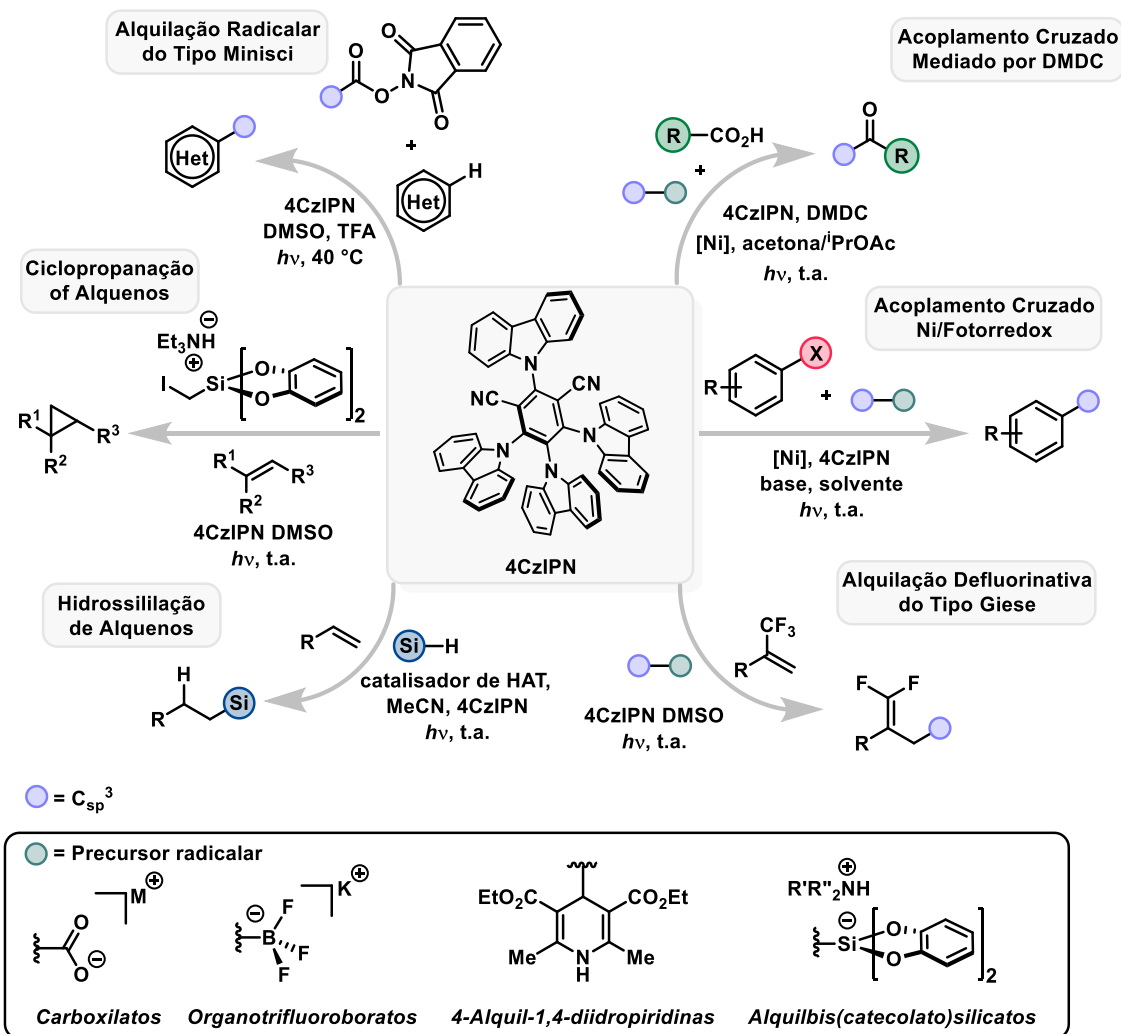 Alquilação Radicalar
do Tipo Minisci
O
O
N
O
O
Het
+
Het
H
4CzIPN
DMSO, TFA
hν, 40 °C
Acoplamento Cruzado
Mediado por DMDC
R
CO2H
+
O
R
4CzIPN, DMDC
[Ni], acetona/iPrOAc
hν, t.a.
Ciclopropanação
of Alquenos
Et3NH
⊕
⊖
I
Si
O
O
2
R1
R2
R3
R1
R2
R3
4CzIPN DMSO
hν, t.a.
N
CN
NC
N
N
N
4CzIPN
Acoplamento Cruzado
Ni/Fotorredox
X
R
+
R
[Ni], 4CzIPN
base, solvente
hν, t.a.
Hidrossililação
de Alquenos
R
Si
H
catalisador de HAT,
MeCN, 4CzIPN
hν, t.a.
H
R
Si
Alquilação Defluorinativa
do Tipo Giese
CF3
R
4CzIPN DMSO
hν, t.a.
F
F
R
= Csp3
= Precursor radicalar
M⊕
O
O⊖
Carboxilatos
K⊕
⊖
B
F
F
F
Organotrifluoroboratos
EtO2C
CO2Et
Me
N
H
Me
4-Alquil-1,4-diidropiridinas
R'R"2NH
⊕
⊖
Si
O
O
2
Alquilbis(catecolato)silicatos